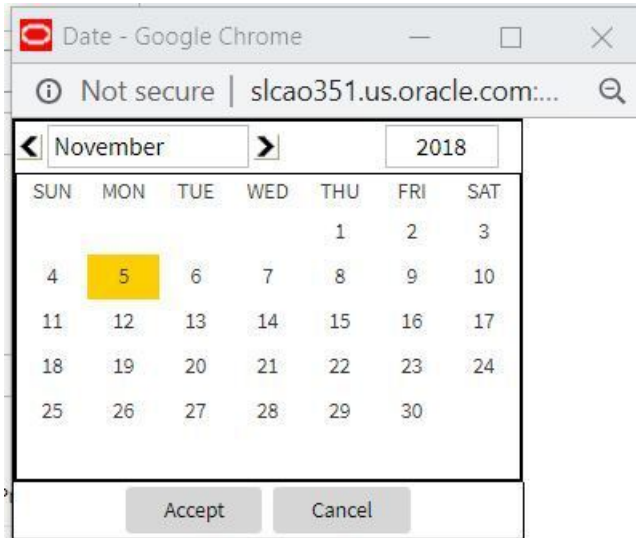 Date - Google Chrome
Not secure | slcao351.us.oracle.com:...
November 2018
SUN MON TUE WED THU FRI SAT
1 2 3
4 5 6 7 8 9 10
11 12 13 14 15 16 17
18 19 20 21 22 23 24
25 26 27 28 29 30
Accept Cancel